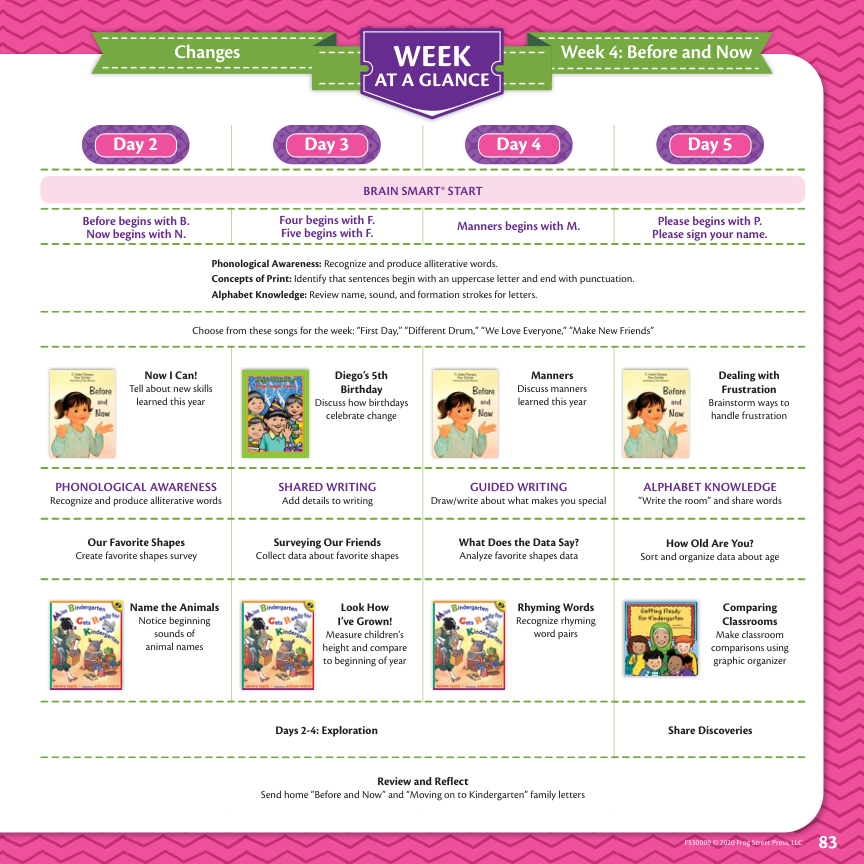 Changes
WEEK
AT A GLANCE
Week 4: Before and Now
Day 2
Day 3
Day 4
Day 5
BRAIN SMART® START
Before begins with B.
Now begins with N.
Four begins with F.
Five begins with F.
Manners begins with M.
Please begins with P.
Please sign your name.
Phonological Awareness: Recognize and produce alliterative words.
Concepts of Print: Identify that sentences begin with an uppercase letter and end with punctuation.
Alphabet Knowledge: Review name, sound, and formation strokes for letters.
Choose from these songs for the week: “First Day,” “Different Drum,” “We Love Everyone,” “Make New Friends”
Before
and
Now
Now I Can!
Tell about new skills
learned this year
Diego’s 5th
Birthday
Discuss how birthdays
celebrate change
Before
and
Now
Manners
Discuss manners
learned this year
Before
and
Now
Dealing with
Frustration
Brainstorm ways to
handle frustration
PHONOLOGICAL AWARENESS
Recognize and produce alliterative words
SHARED WRITING
Add details to writing
GUIDED WRITING
Draw/write about what makes you special
ALPHABET KNOWLEDGE
“Write the room” and share words
Our Favorite Shapes
Create favorite shapes survey
Surveying Our Friends
Collect data about favorite shapes
What Does the Data Say?
Analyze favorite shapes data
How Old Are You?
Sort and organize data about age
Miss Bindergarten
Gets Ready for
Kindergarten
Name the Animals
Notice beginning
sounds of
animal names
Miss Bindergarten
Gets Ready for
Kindergarten
Look How
I’ve Grown!
Measure children’s
height and compare
to beginning of year
Miss Bindergarten
Gets Ready for
Kindergarten
Rhyming Words
Recognize rhyming
word pairs
Getting Ready
for Kindergarten
Comparing
Classrooms
Make classroom
comparisons using
graphic organizer
Days 2-4: Exploration
Share Discoveries
Review and Reflect
Send home “Before and Now” and “Moving on to Kindergarten” family letters
FS30009 © 2020 Frog Street Press, LLC
83